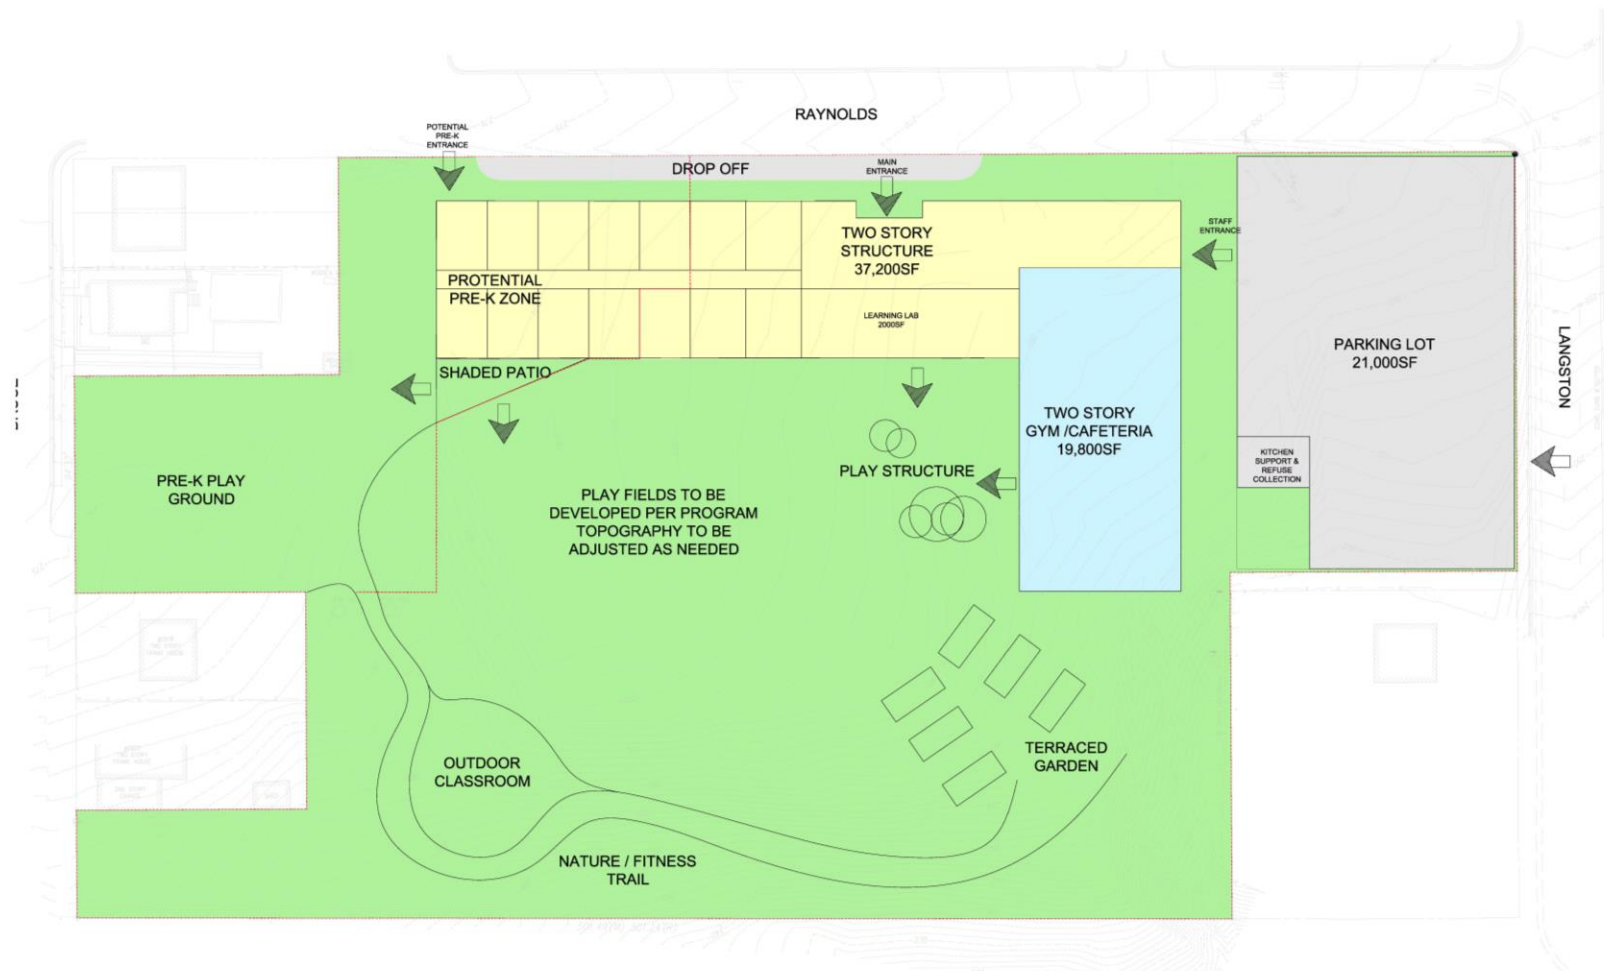 RAYNOLDS
POTENTIAL
PRE-K
ENTRANCE
DROP OFF
MAIN
ENTRANCE
STAFF
ENTRANCE
TWO STORY
STRUCTURE
37,200SF
PROTENTIAL
PRE-K ZONE
LEARNING LAB
2000SF
SHADED PATIO
PARKING LOT
21,000SF
LANGSTON
TWO STORY
GYM /CAFETERIA
19,800SF
KITCHEN
SUPPORT &
REFUSE
COLLECTION
PLAY STRUCTURE
PRE-K PLAY
GROUND
PLAY FIELDS TO BE
DEVELOPED PER PROGRAM
TOPOGRAPHY TO BE
ADJUSTED AS NEEDED
TERRACED
GARDEN
OUTDOOR
CLASSROOM
NATURE / FITNESS
TRAIL